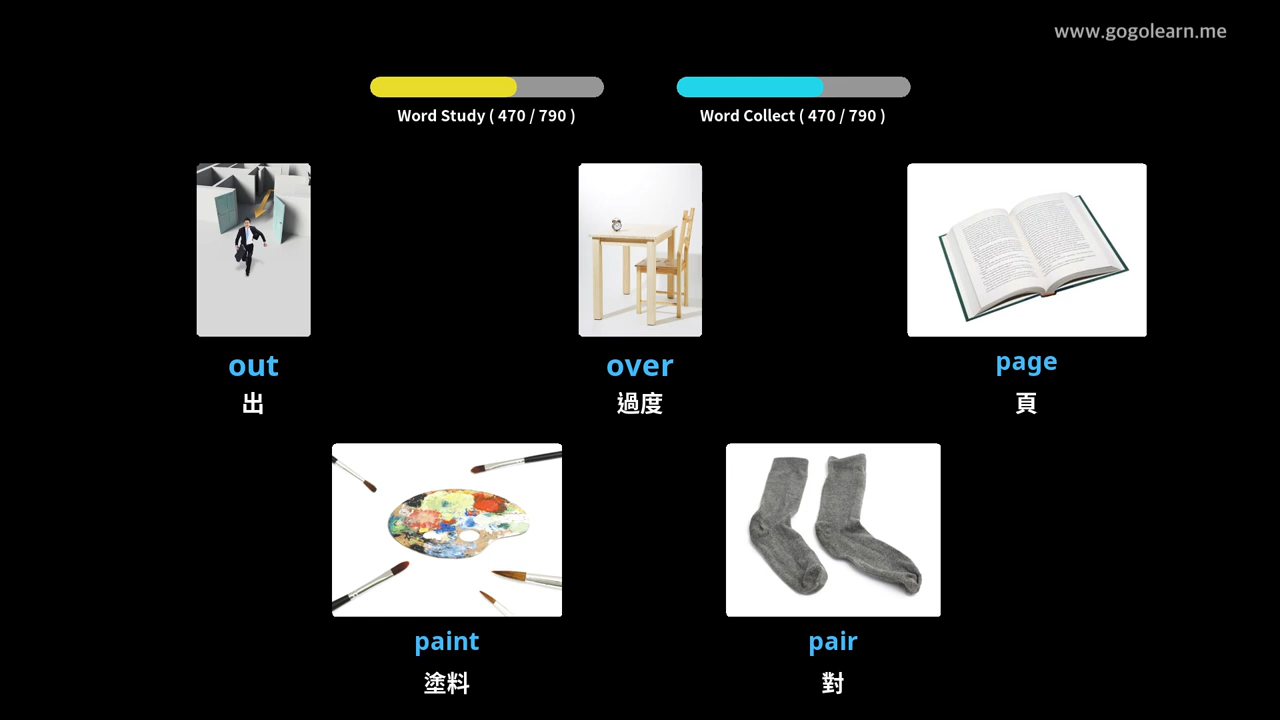 www.gogolearn.me
Word Study ( 470 / 790 )
Word Collect ( 470 / 790 )
out
出
over
過度
page
頁
paint
塗料
pair
對